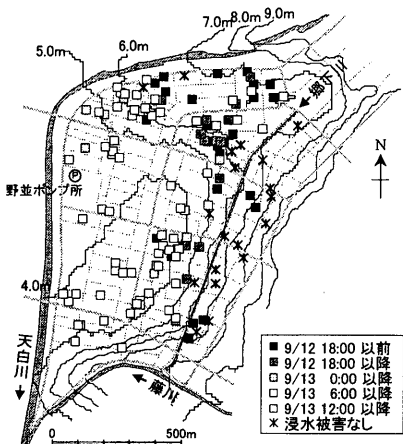 7.0m
8.0m
9.0m
6.0m
5.0m
郷下川
N
P
野並ポンプ所
4.0m
天白川
藤川
■ 9/12 18:00 以前
9/12 18:00 以降
□ 9/13 0:00 以降
□ 9/13 6:00 以降
□ 9/13 12:00 以降
浸水被害なし
0 500m